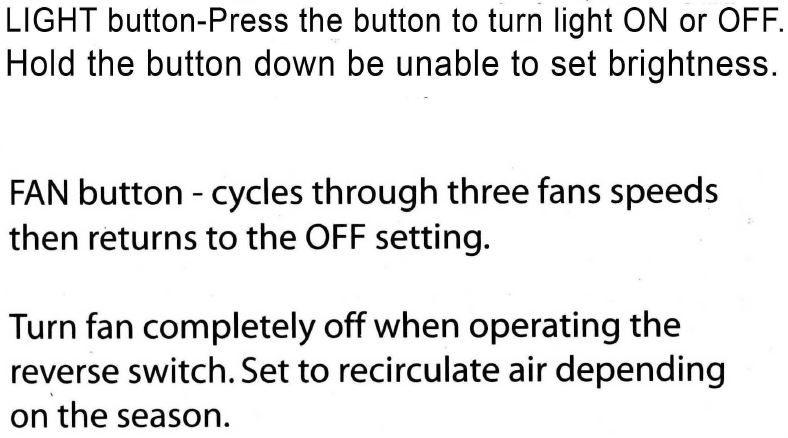 LIGHT button-Press the button to turn light ON or OFF.
Hold the button down be unable to set brightness.
FAN button - cycles through three fans speeds
then returns to the OFF setting.
Turn fan completely off when operating the
reverse switch. Set to recirculate air depending
on the season.